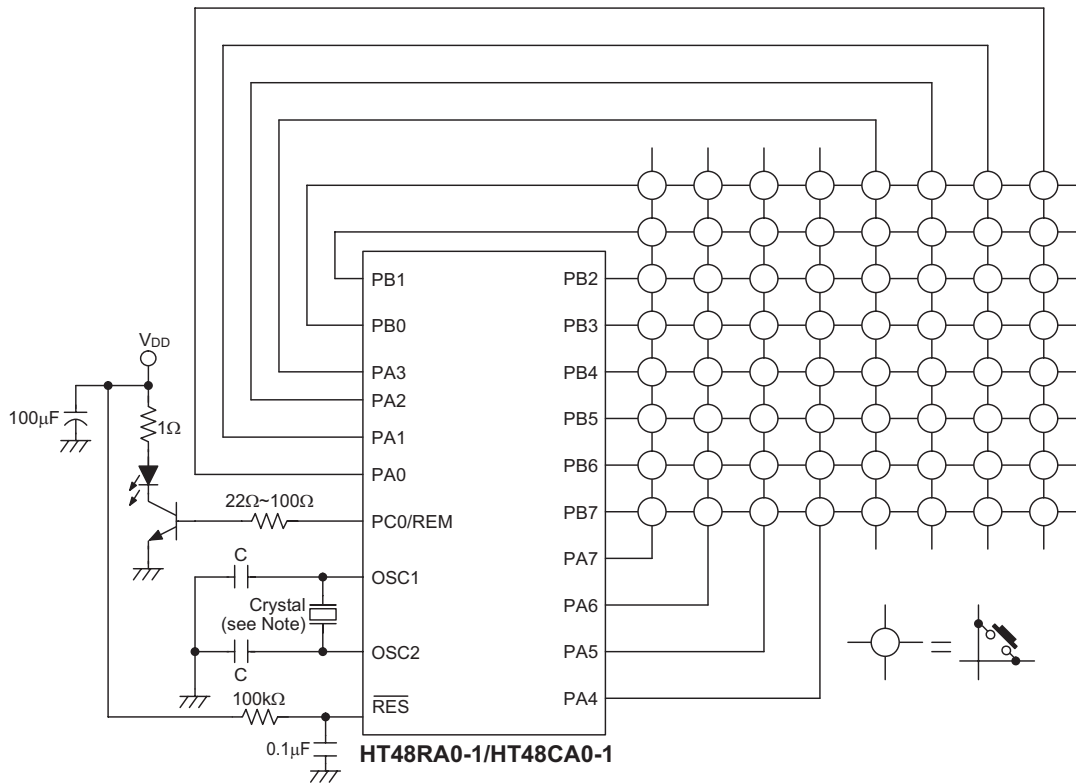 PB1
PB2
PB0
PB3
VDD
PA3
PB4
PA2
100μF
1Ω
PB5
PA1
PA0
PB6
22Ω~100Ω
PC0/REM
PB7
C
OSC1
PA7
Crystal
(see Note)
PA6
OSC2
PA5
C
100kΩ
RES
PA4
0.1μF
HT48RA0-1/HT48CA0-1